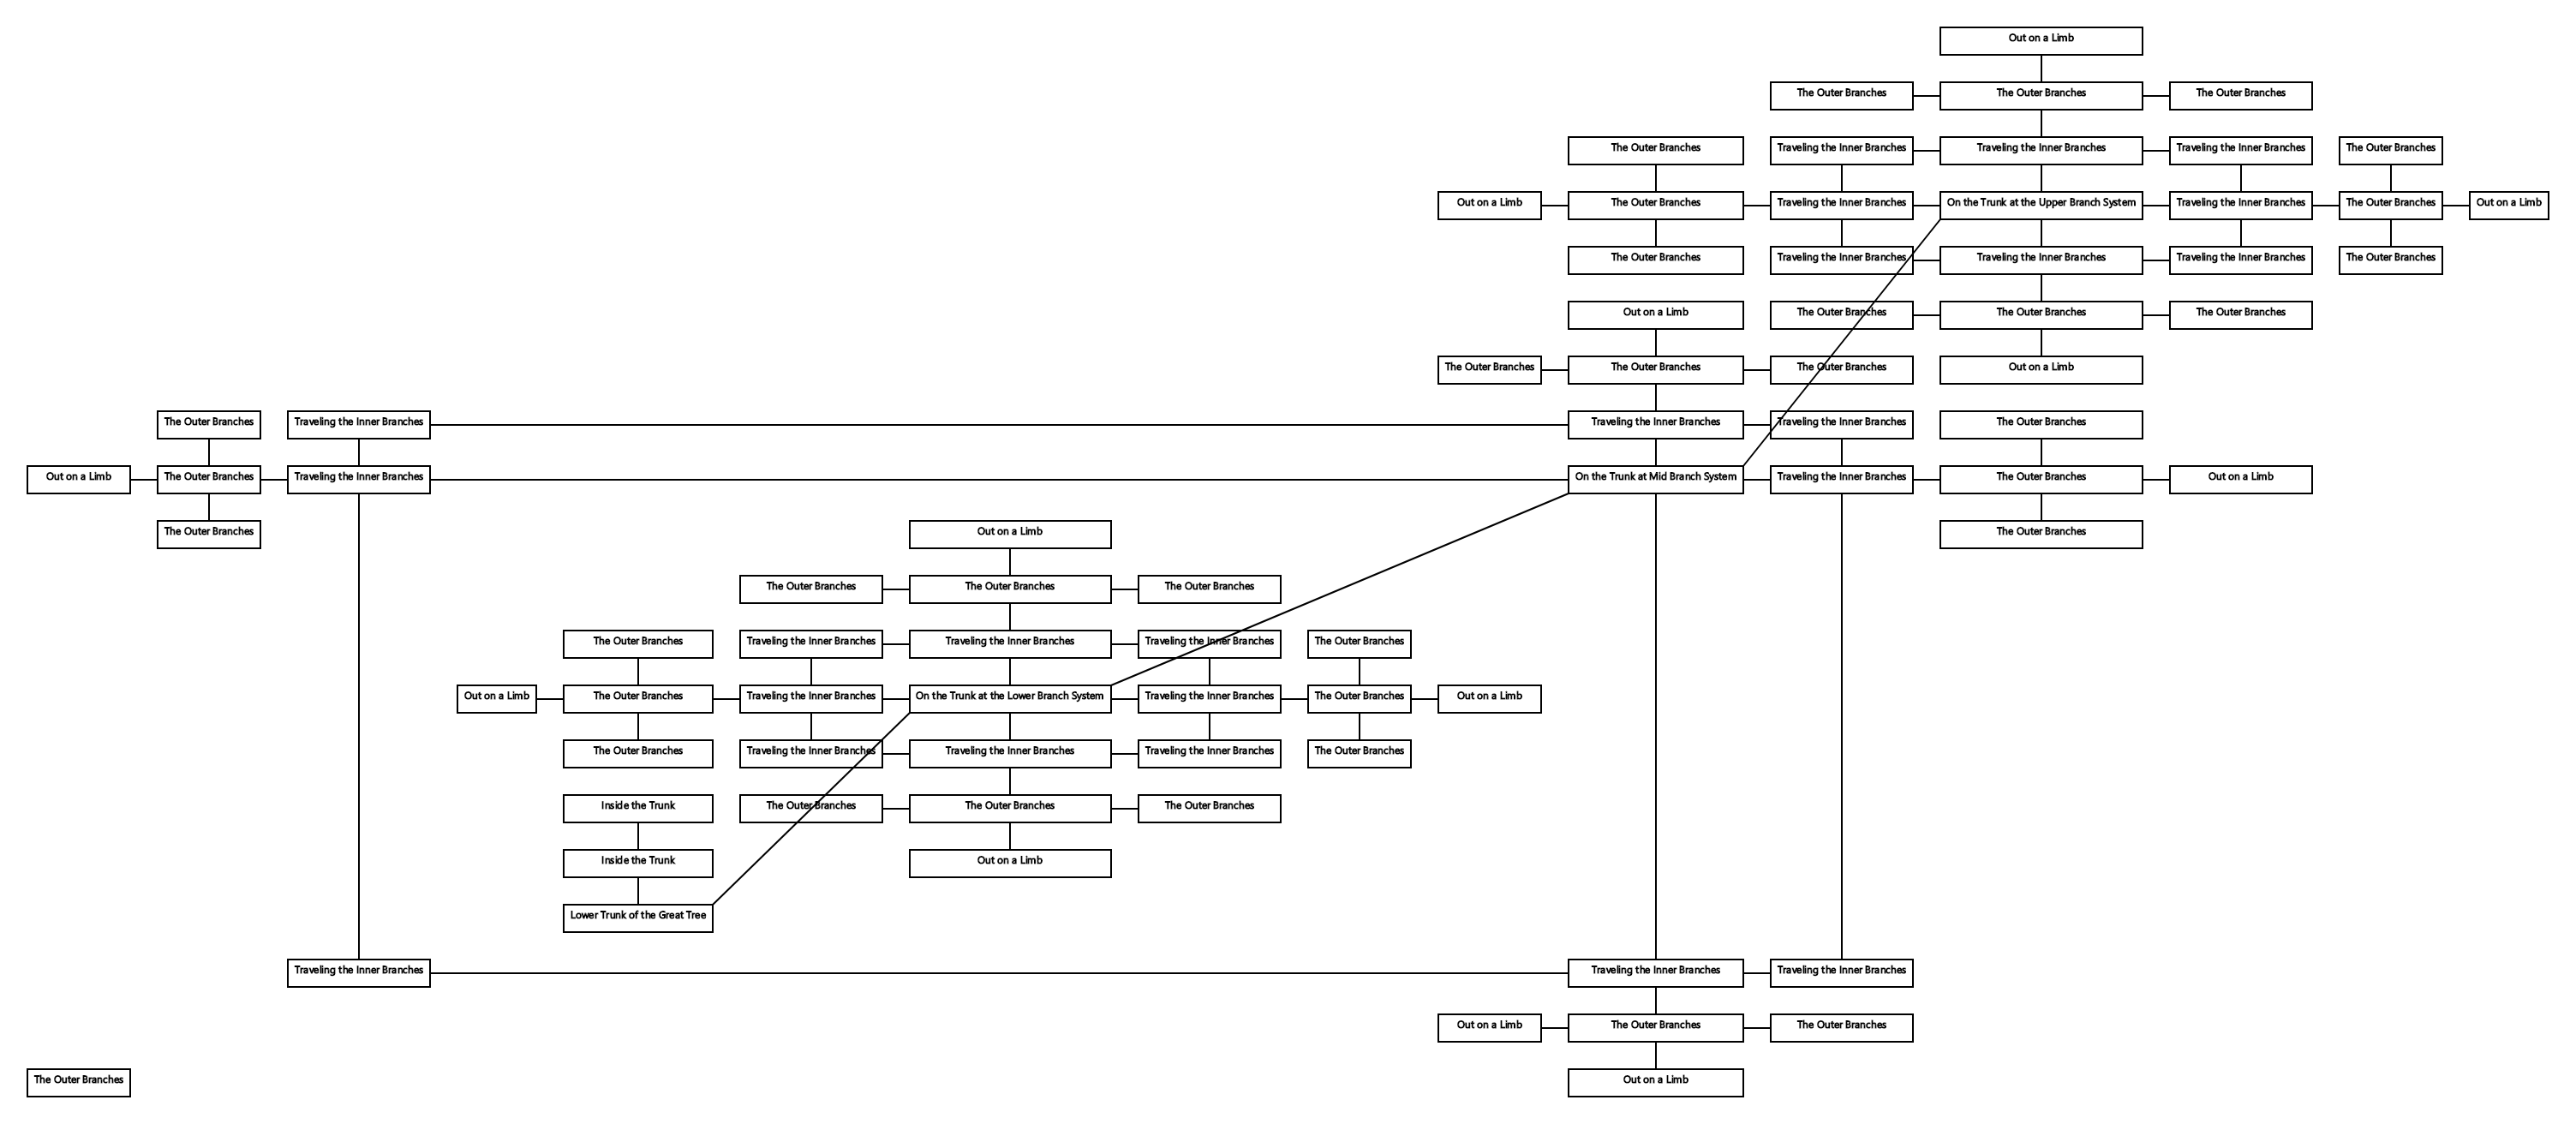 Out on a Limb
The Outer Branches
The Outer Branches
The Outer Branches
The Outer Branches
Traveling the Inner Branches
Traveling the Inner Branches
Traveling the Inner Branches
The Outer Branches
Out on a Limb
The Outer Branches
Traveling the Inner Branches
On the Trunk at the Upper Branch System
Traveling the Inner Branches
The Outer Branches
Out on a Limb
The Outer Branches
Traveling the Inner Branches
Traveling the Inner Branches
Traveling the Inner Branches
The Outer Branches
Out on a Limb
The Outer Branches
The Outer Branches
The Outer Branches
The Outer Branches
The Outer Branches
The Outer Branches
Out on a Limb
The Outer Branches
Traveling the Inner Branches
Traveling the Inner Branches
Traveling the Inner Branches
The Outer Branches
Out on a Limb
The Outer Branches
Traveling the Inner Branches
On the Trunk at Mid Branch System
Traveling the Inner Branches
The Outer Branches
Out on a Limb
The Outer Branches
Out on a Limb
The Outer Branches
The Outer Branches
The Outer Branches
The Outer Branches
The Outer Branches
Traveling the Inner Branches
Traveling the Inner Branches
Traveling the Inner Branches
The Outer Branches
Out on a Limb
The Outer Branches
Traveling the Inner Branches
On the Trunk at the Lower Branch System
Traveling the Inner Branches
The Outer Branches
Out on a Limb
The Outer Branches
Traveling the Inner Branches
Traveling the Inner Branches
Traveling the Inner Branches
The Outer Branches
Inside the Trunk
The Outer Branches
The Outer Branches
The Outer Branches
Inside the Trunk
Out on a Limb
Lower Trunk of the Great Tree
Traveling the Inner Branches
Traveling the Inner Branches
Traveling the Inner Branches
Out on a Limb
The Outer Branches
The Outer Branches
The Outer Branches
Out on a Limb